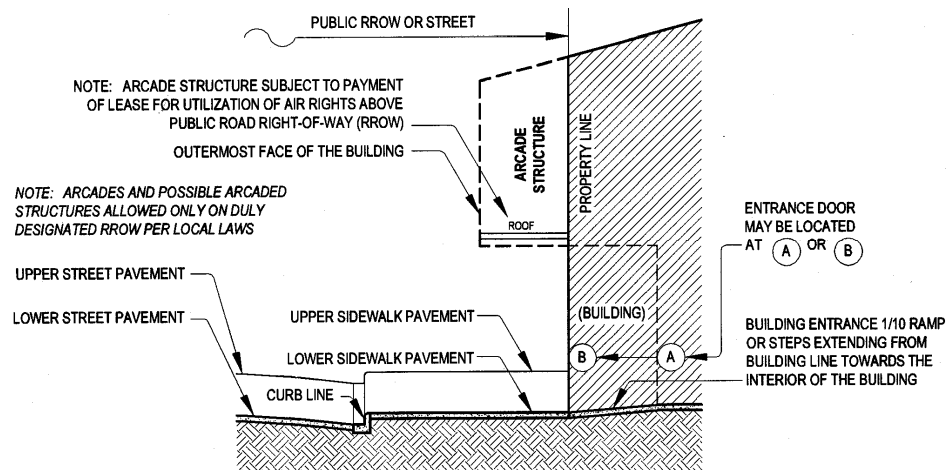 PUBLIC RROW OR STREET
NOTE: ARCADE STRUCTURE SUBJECT TO PAYMENT
OF LEASE FOR UTILIZATION OF AIR RIGHTS ABOVE
PUBLIC ROAD RIGHT-OF-WAY (RROW)
OUTERMOST FACE OF THE BUILDING
ARCADE
STRUCTURE
PROPERTY LINE
NOTE: ARCADES AND POSSIBLE ARCADED
STRUCTURES ALLOWED ONLY ON DULY
DESIGNATED RROW PER LOCAL LAWS
ROOF
ENTRANCE DOOR
MAY BE LOCATED
AT A OR B
UPPER STREET PAVEMENT
LOWER STREET PAVEMENT
UPPER SIDEWALK PAVEMENT
(BUILDING)
B
A
LOWER SIDEWALK PAVEMENT
CURB LINE
BUILDING ENTRANCE 1/10 RAMP
OR STEPS EXTENDING FROM
BUILDING LINE TOWARDS THE
INTERIOR OF THE BUILDING